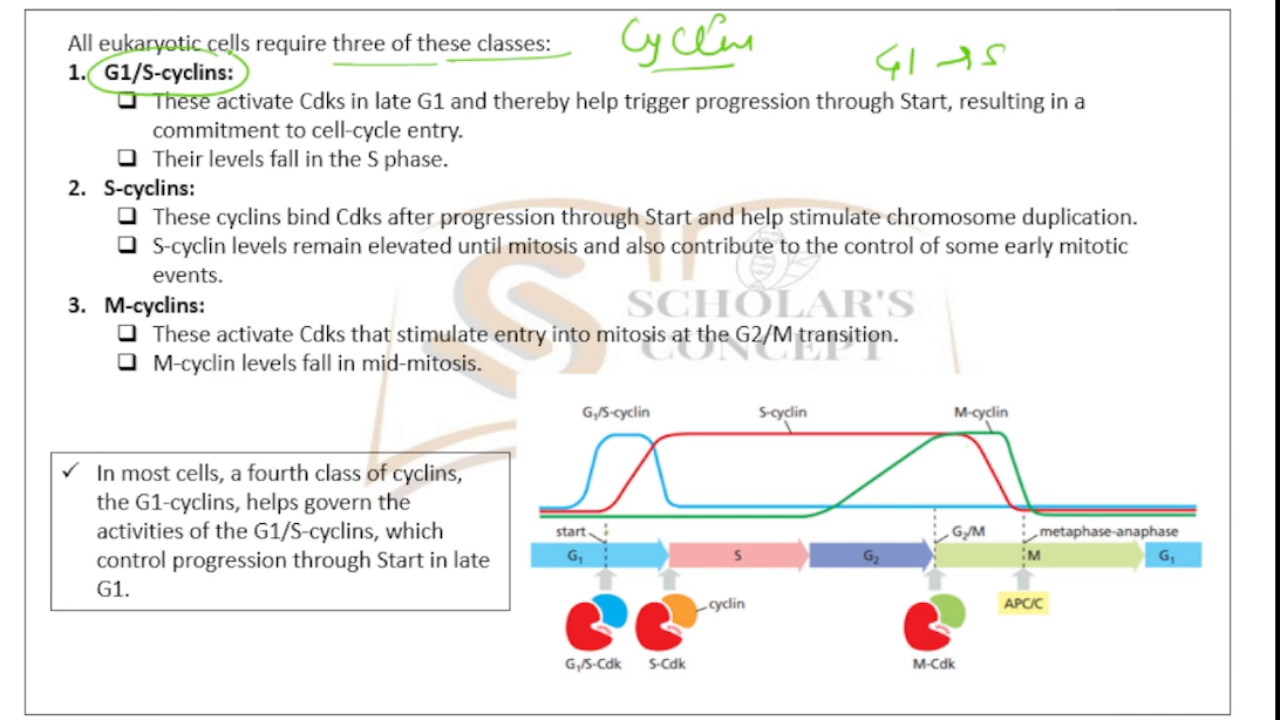 All eukaryotic cells require three of these classes:
Cyclin
G1 → S
1. G1/S-cyclins:
❑ These activate Cdks in late G1 and thereby help trigger progression through Start, resulting in a
commitment to cell-cycle entry.
❑ Their levels fall in the S phase.
2. S-cyclins:
❑ These cyclins bind Cdks after progression through Start and help stimulate chromosome duplication.
❑ S-cyclin levels remain elevated until mitosis and also contribute to the control of some early mitotic
events.
3. M-cyclins:
❑ These activate Cdks that stimulate entry into mitosis at the G2/M transition.
❑ M-cyclin levels fall in mid-mitosis.
SCHOLAR'S
CONCEPT
✓ In most cells, a fourth class of cyclins,
the G1-cyclins, helps govern the
activities of the G1/S-cyclins, which
control progression through Start in late
G1.
G₁/S-cyclin S-cyclin M-cyclin
start G₂/M metaphase-anaphase
G₁ S G₂ M G₁
cyclin APC/C
G₁/S-Cdk S-Cdk M-Cdk